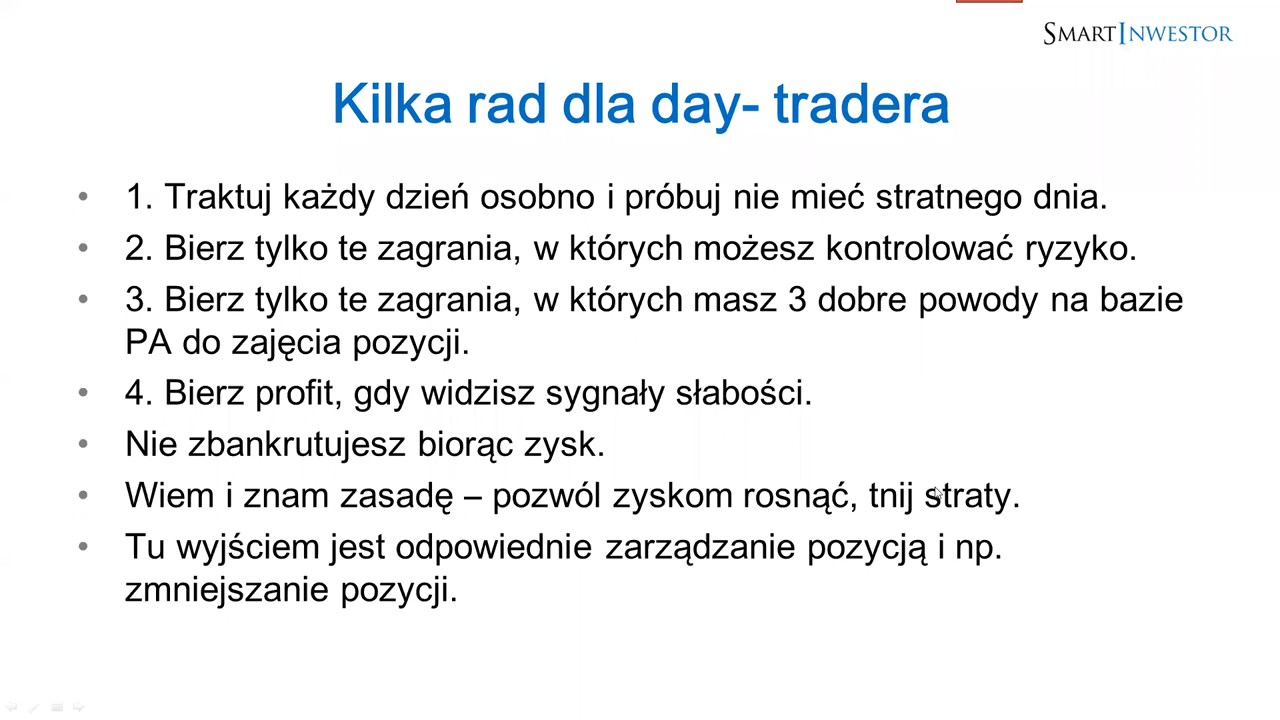 SMARTINWESTOR
Kilka rad dla day- tradera
• 1. Traktuj każdy dzień osobno i próbuj nie mieć stratnego dnia.
• 2. Bierz tylko te zagrania, w których możesz kontrolować ryzyko.
• 3. Bierz tylko te zagrania, w których masz 3 dobre powody na bazie
PA do zajęcia pozycji.
• 4. Bierz profit, gdy widzisz sygnały słabości.
• Nie zbankrutujesz biorąc zysk.
• Wiem i znam zasadę – pozwól zyskom rosnąć, tnij straty.
• Tu wyjściem jest odpowiednie zarządzanie pozycją i np.
zmniejszanie pozycji.